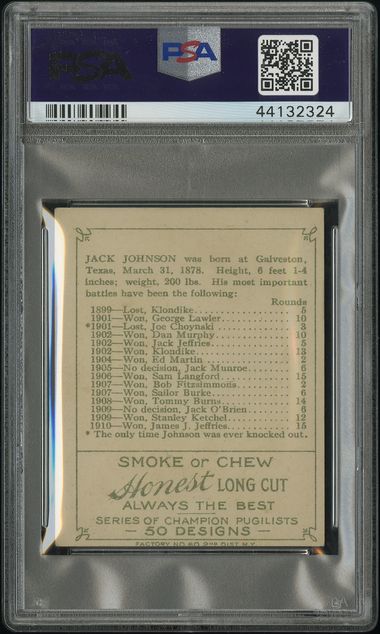 PSA
PSA
44132324
JACK JOHNSON was born at Galveston,
Texas, March 31, 1878. Height, 6 feet 1-4
inches; weight, 200 lbs. His most important
battles have been the following:
Rounds
1899—Lost, Klondike 5
1901—Won, George Lawler 10
*1901—Lost, Joe Choynski 3
1902—Won, Dan Murphy 10
1902—Won, Jack Jeffries 5
1902—Won, Klondike 13
1904—Won, Ed Martin 2
1905—No decision, Jack Munroe 6
1906—Won, Sam Langford 15
1907—Won, Bob Fitzsimmons 2
1907—Won, Sailor Burke 6
1908—Won, Tommy Burns 14
1909—No decision, Jack O'Brien 6
1909—Won, Stanley Ketchel 12
1910—Won, James J. Jeffries 15
* The only time Johnson was ever knocked out.
SMOKE or CHEW
Honest LONG CUT
ALWAYS THE BEST
SERIES OF CHAMPION PUGILISTS
— 50 DESIGNS —
FACTORY NO. 60 2ND DIST. N.Y.